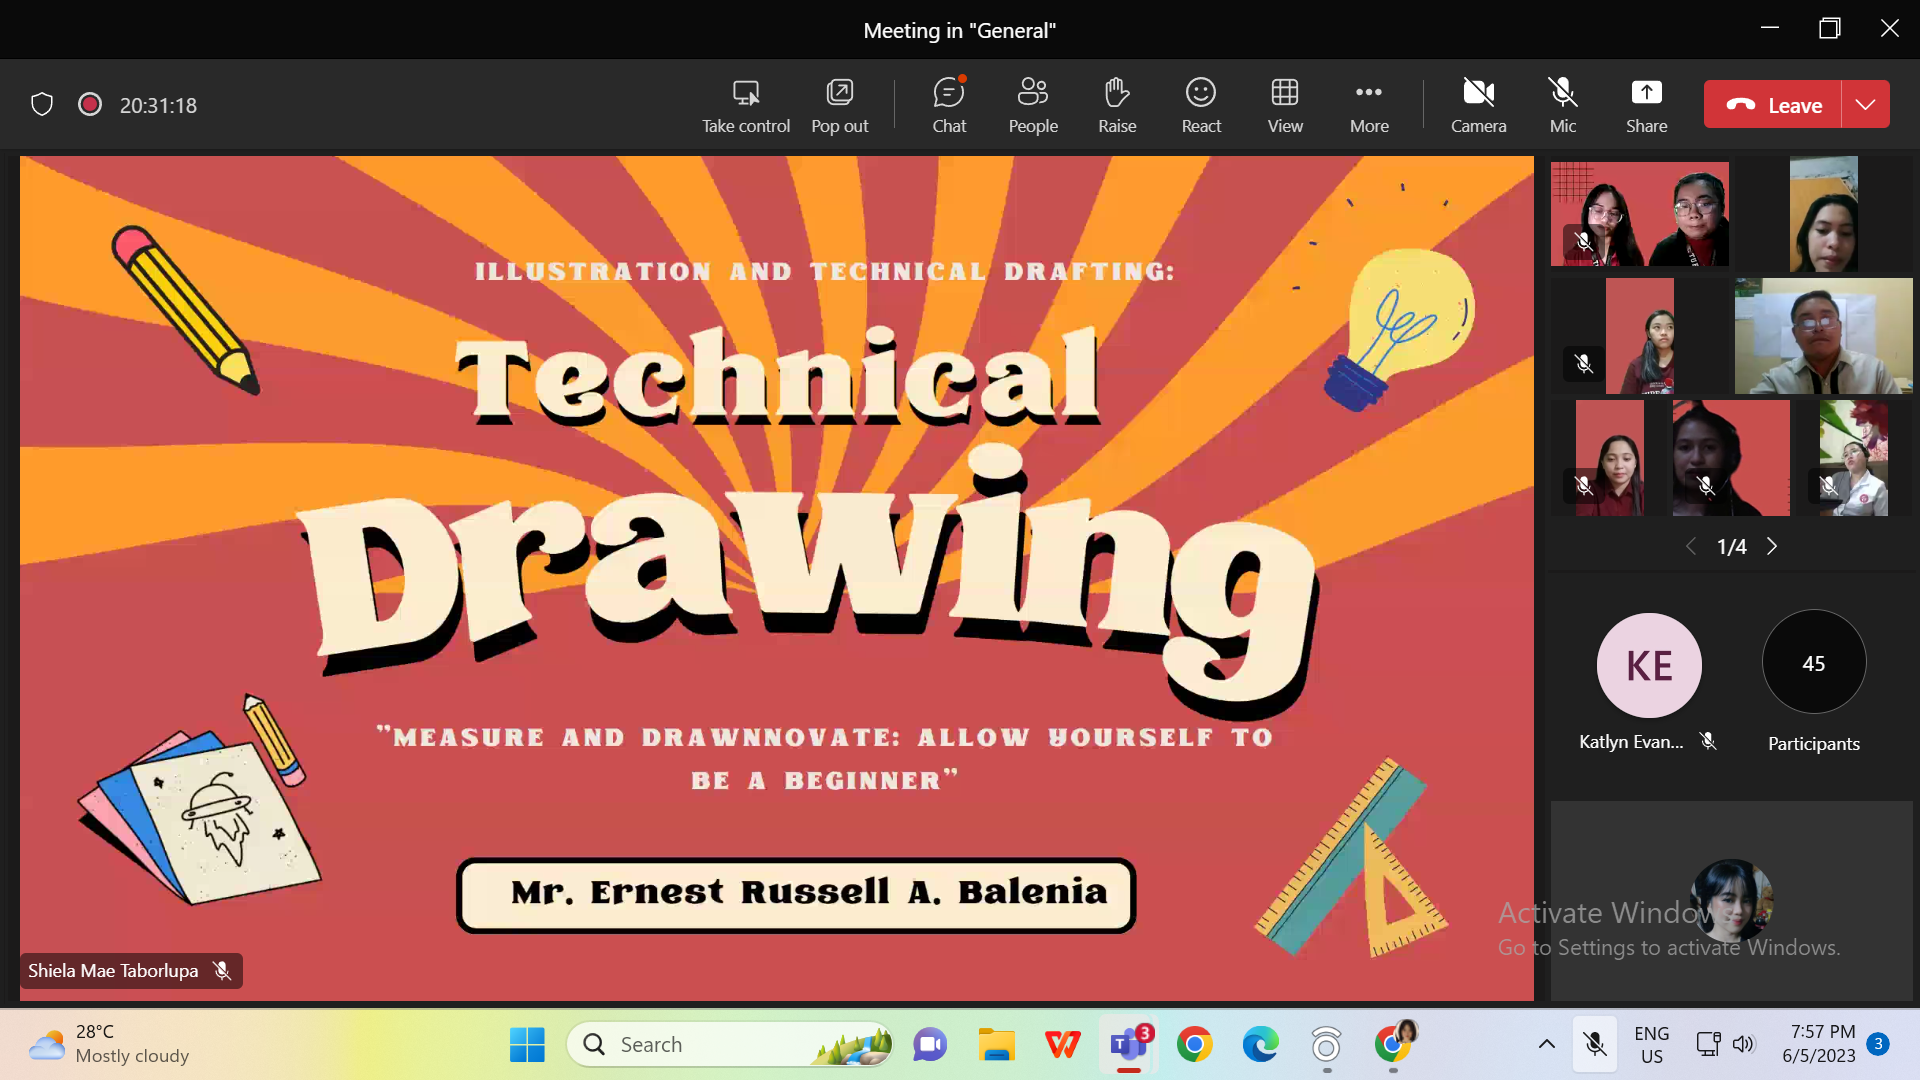 Meeting in "General"
20:31:18
Take control
Pop out
Chat
People
Raise
React
View
More
Camera
Mic
Share
Leave
ILLUSTRATION AND TECHNICAL DRAFTING:
Technical
Drawing
"MEASURE AND DRAWNNOVATE: ALLOW YOURSELF TO
BE A BEGINNER"
Mr. Ernest Russell A. Balenia
Shiela Mae Taborlupa
1/4
KE
45
Katlyn Evan...
Participants
Activate Windows
Go to Settings to activate Windows.
28°C
Mostly cloudy
Search
T
3
ENG
US
7:57 PM
6/5/2023
3